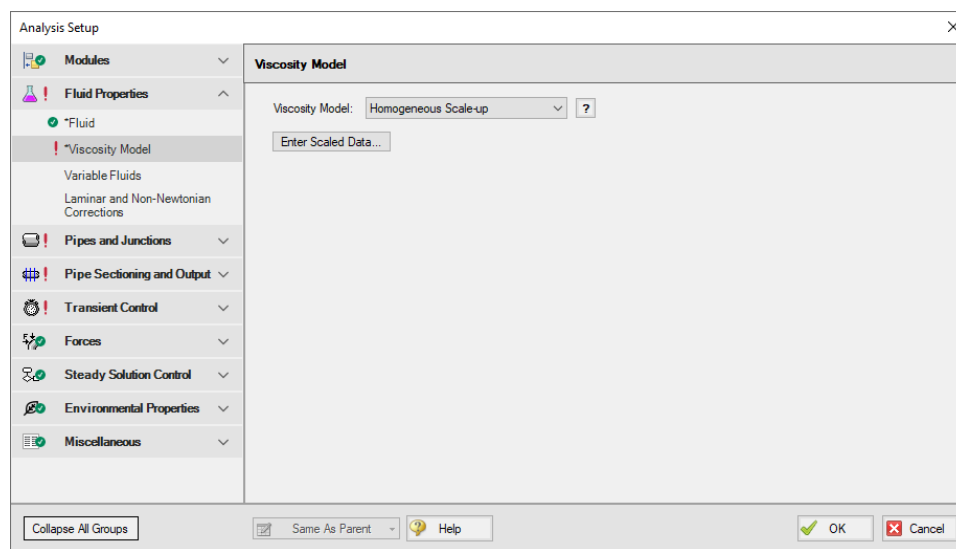 Analysis Setup
Modules
Viscosity Model
Fluid Properties
*Fluid
Viscosity Model: Homogeneous Scale-up ?
*Viscosity Model
Enter Scaled Data...
Variable Fluids
Laminar and Non-Newtonian
Corrections
Pipes and Junctions
Pipe Sectioning and Output
Transient Control
Forces
Steady Solution Control
Environmental Properties
Miscellaneous
Collapse All Groups
Same As Parent
Help
OK
Cancel